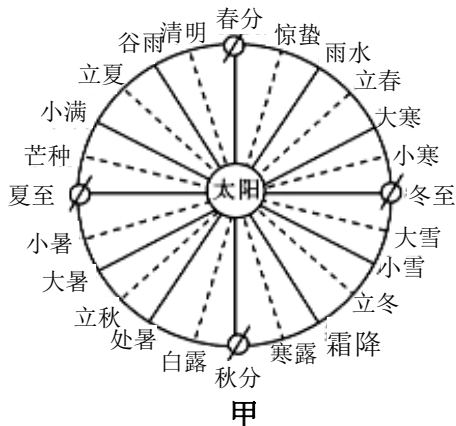 春分
清明
惊蛰
谷雨
雨水
立夏
立春
小满
大寒
芒种
小寒
夏至
太阳
冬至
小暑
大雪
大暑
小雪
立秋
立冬
处暑
霜降
白露
寒露
秋分
甲